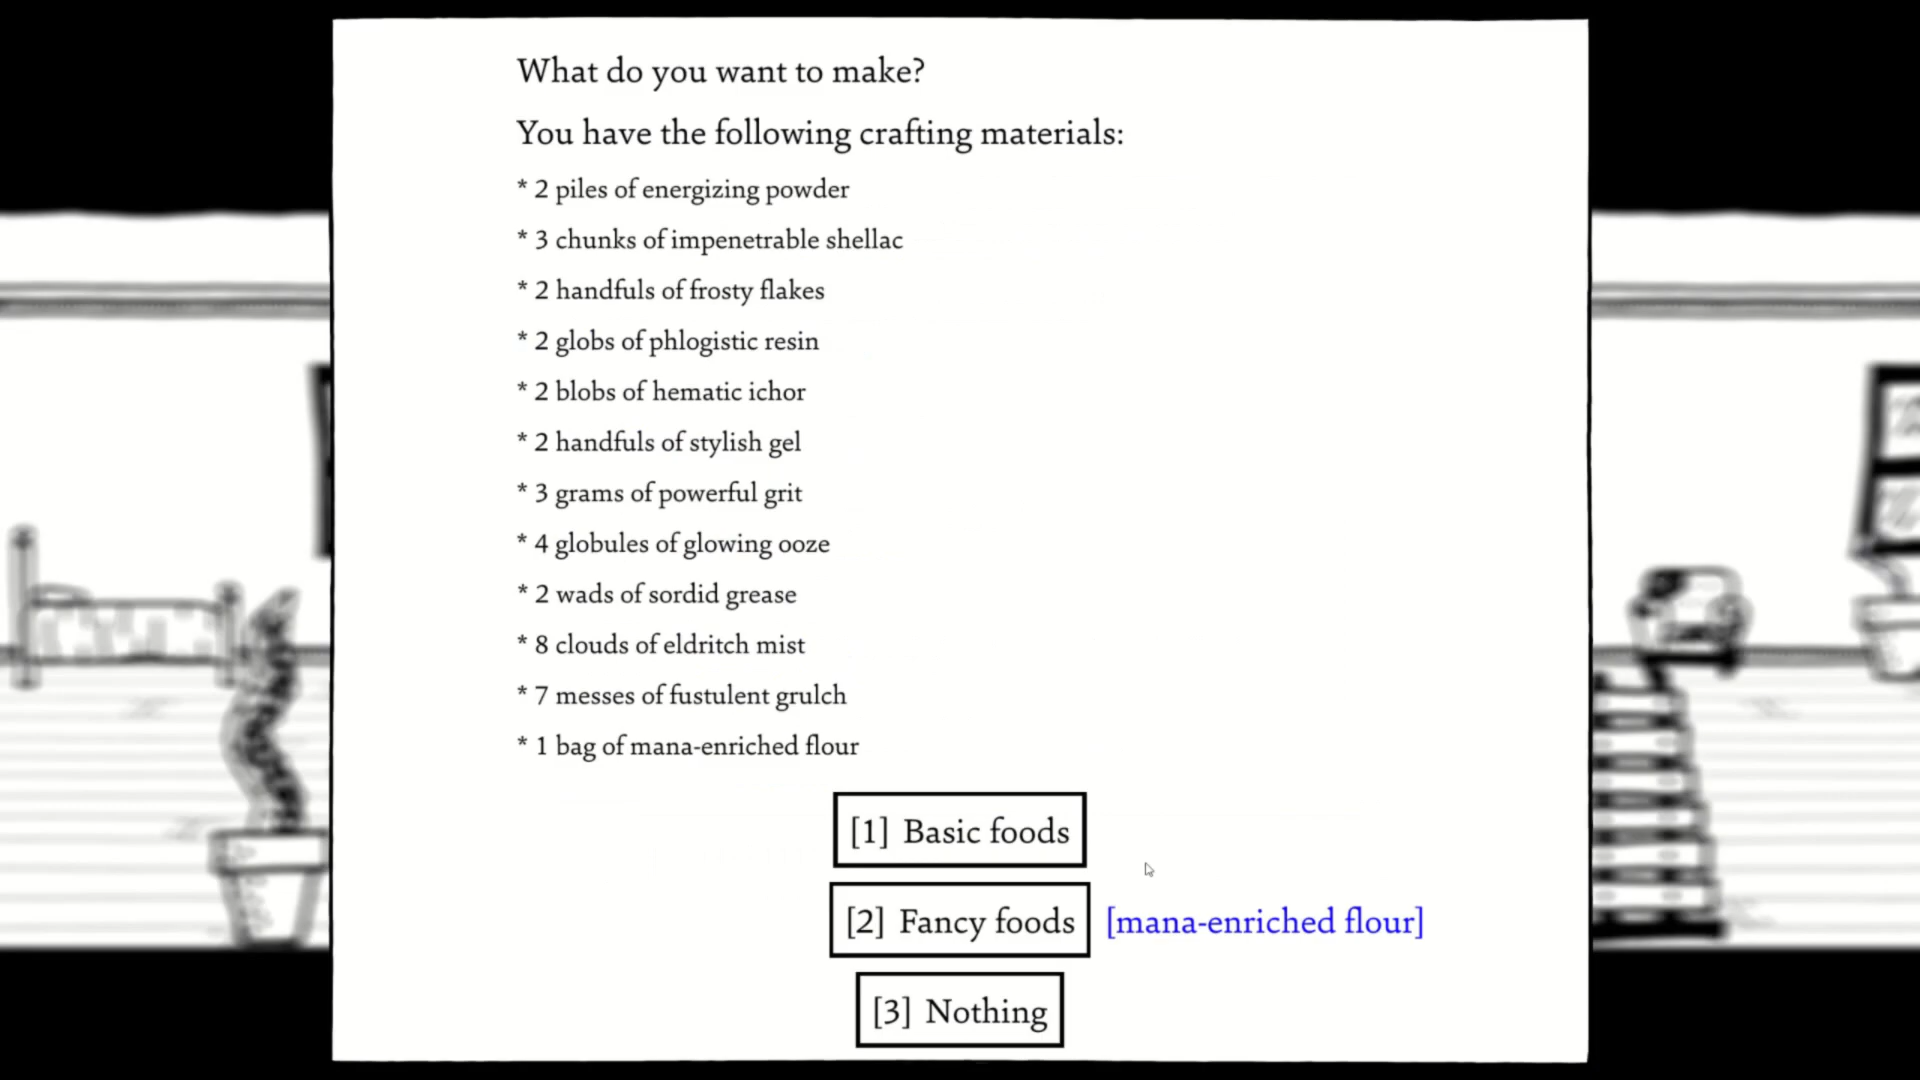 What do you want to make?
You have the following crafting materials:
* 2 piles of energizing powder
* 3 chunks of impenetrable shellac
* 2 handfuls of frosty flakes
* 2 globs of phlogistic resin
* 2 blobs of hematic ichor
* 2 handfuls of stylish gel
* 3 grams of powerful grit
* 4 globules of glowing ooze
* 2 wads of sordid grease
* 8 clouds of eldritch mist
* 7 messes of fustulent grulch
* 1 bag of mana-enriched flour
[1] Basic foods
[2] Fancy foods [mana-enriched flour]
[3] Nothing